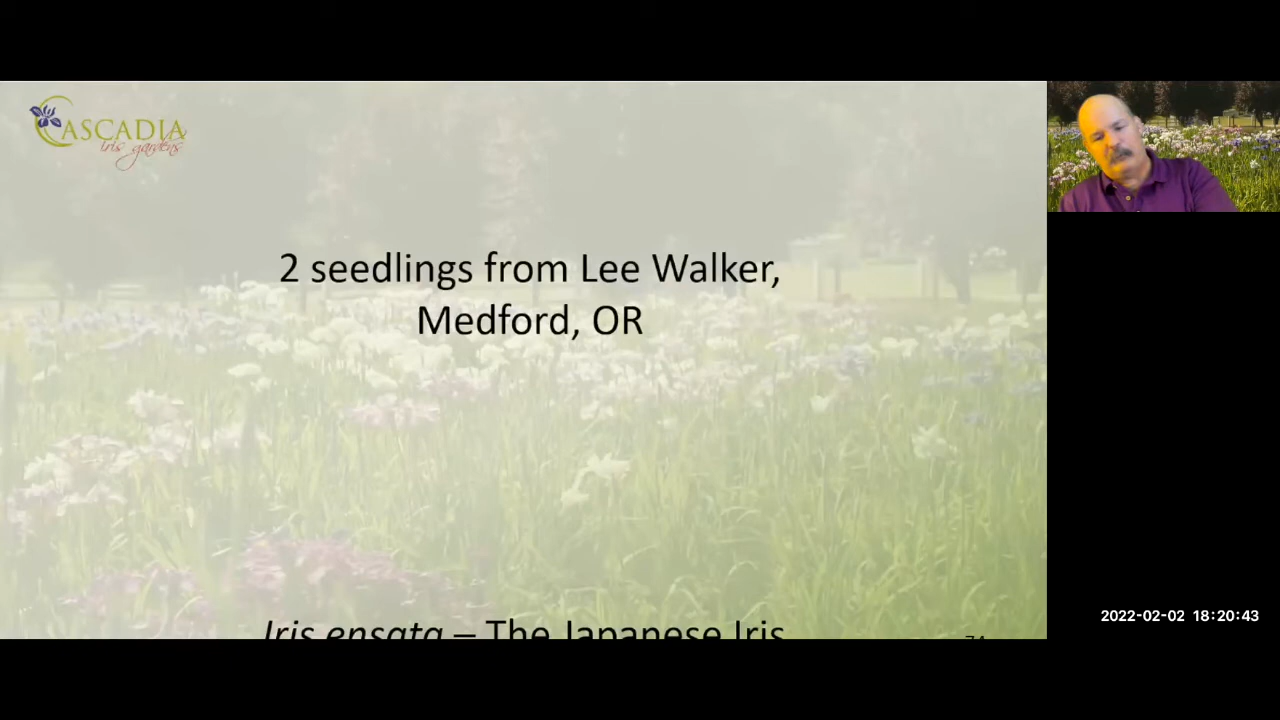 CASCADIA
iris gardens
2 seedlings from Lee Walker,
Medford, OR
Iris ensata – The Japanese Iris
74
2022-02-02 18:20:43